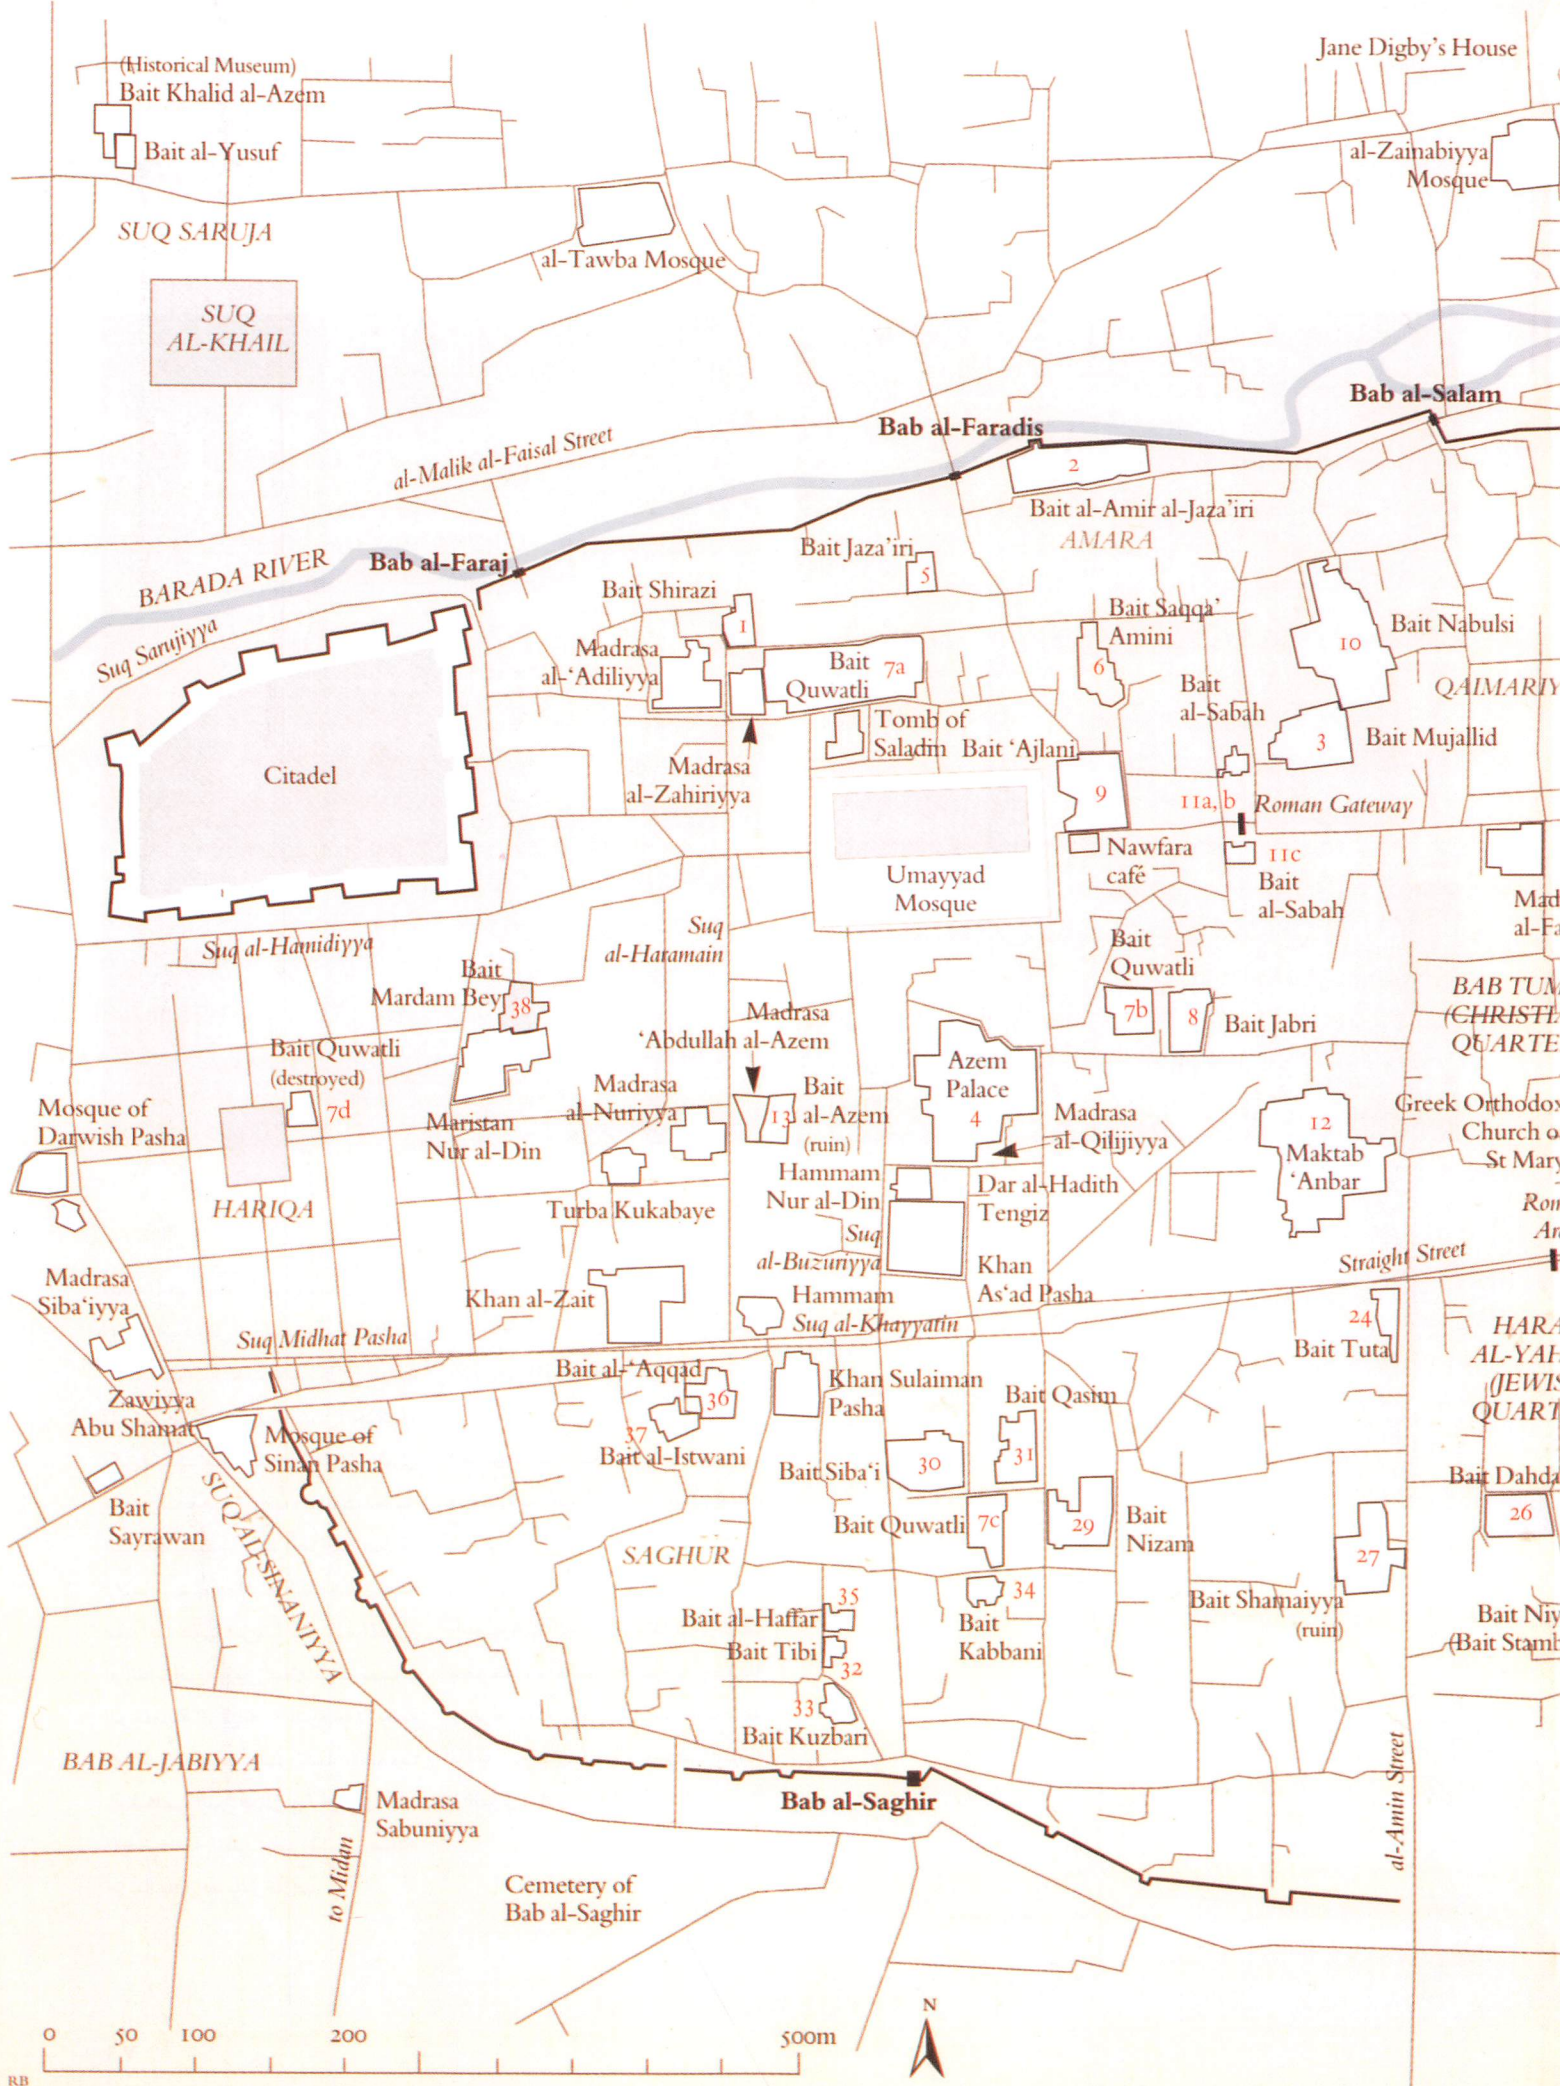 Jane Digby's House
(Historical Museum)
Bait Khalid al-Azem
Bait al-Yusuf
al-Zainabiyya
Mosque
SUQ SARUJA
al-Tawba Mosque
SUQ
AL-KHAIL
Bab al-Salam
Bab al-Faradis
al-Malik al-Faisal Street
2
Bait al-Amir al-Jaza'iri
AMARA
BARADA RIVER
Bab al-Faraj
Bait Jaza'iri
5
Bait Shirazi
1
Suq Sarujiyya
Bait Saqqa'
Amini
6
Bait Nabulsi
10
Madrasa
al-'Adiliyya
Bait
Quwatli
7a
Bait
al-Sabah
QAIMARIY
Tomb of
Saladin
Bait 'Ajlani
3
Bait Mujallid
Citadel
Madrasa
al-Zahiriyya
9
11a, b
Roman Gateway
Nawfara
café
11c
Bait
al-Sabah
Umayyad
Mosque
Mad
al-Fa
Suq al-Hamidiyya
Suq
al-Haramain
Bait
Quwatli
Bait
Mardam Bey
38
7b
8
Bait Jabri
BAB TUM
(CHRISTI
QUARTE
Madrasa
'Abdullah al-Azem
Bait Quwatli
(destroyed)
7d
Azem
Palace
4
Mosque of
Darwish Pasha
Maristan
Nur al-Din
Madrasa
al-Nuriyya
13
Bait
al-Azem
(ruin)
Madrasa
al-Qilijiyya
12
Maktab
'Anbar
Greek Orthodox
Church o
St Mary
Hammam
Nur al-Din
Dar al-Hadith
Tengiz
HARIQA
Turba Kukabaye
Rom
Ar
Suq
al-Buzuriyya
Khan
As'ad Pasha
Straight Street
Madrasa
Siba'iyya
Khan al-Zait
Hammam
Suq al-Khayyatin
Suq Midhat Pasha
24
Bait Tuta
HARA
AL-YAH
(JEWIS
QUART
Bait al-'Aqqad
36
Khan Sulaiman
Pasha
Bait Qasim
Zawiyya
Abu Shamat
Mosque of
Sinan Pasha
37
Bait al-Istwani
Bait Siba'i
30
31
Bait Dahda
26
Bait
Sayrawan
SUQ AL-SINANIYYA
Bait Quwatli
7c
29
Bait
Nizam
SAGHUR
27
Bait Shamaiyya
(ruin)
35
Bait al-Haffar
34
Bait
Kabbani
Bait Tibi
32
Bait Niy
(Bait Stamb
33
Bait Kuzbari
BAB AL-JABIYYA
Bab al-Saghir
Madrasa
Sabuniyya
al-Amin Street
to Midan
Cemetery of
Bab al-Saghir
N
0 50 100 200 500m
RB